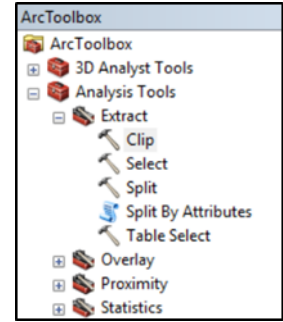 ArcToolbox
ArcToolbox
3D Analyst Tools
Analysis Tools
Extract
Clip
Select
Split
Split By Attributes
Table Select
Overlay
Proximity
Statistics